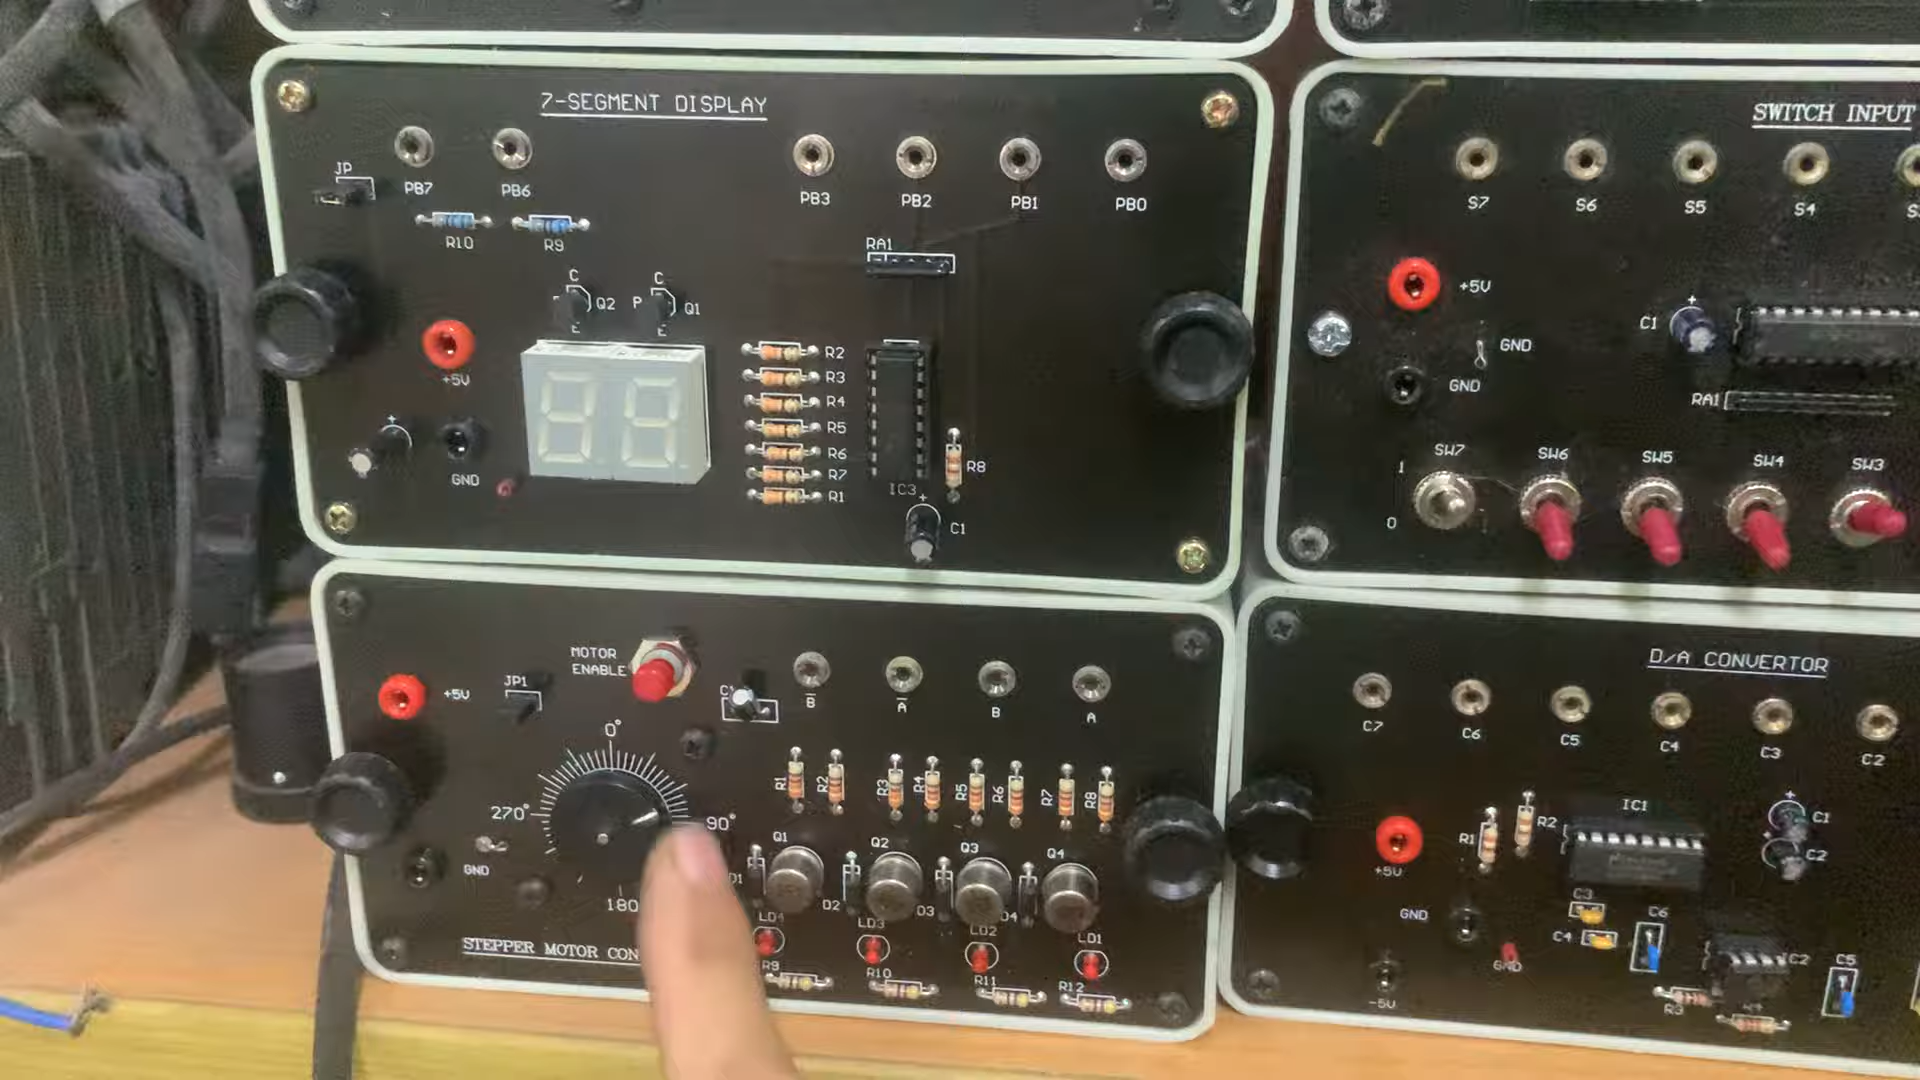 7-SEGMENT DISPLAY
JP
PB7
PB6
PB3
PB2
PB1
PB0
R10
R9
RA1
C
Q2
E
C
P
Q1
E
+5V
R2
R3
R4
R5
R6
R7
R1
+
GND
IC3
+
R8
C1
SWITCH INPUT
S7
S6
S5
S4
+5V
+
C1
GND
GND
RA1
SW7
SW6
SW5
SW4
SW3
1
0
MOTOR
ENABLE
+5V
JP1
B
A
B
A
0°
270°
90°
180
GND
R1
R2
R3
R4
R5
R6
R7
R8
Q1
Q2
Q3
Q4
D1
D2
D3
D4
LD4
LD3
LD2
LD1
R9
R10
R11
R12
STEPPER MOTOR CON
D/A CONVERTOR
C7
C6
C5
C4
C3
C2
+5V
R1
R2
IC1
+
C1
+
C2
GND
C3
C4
C6
GND
-5V
R3
C5